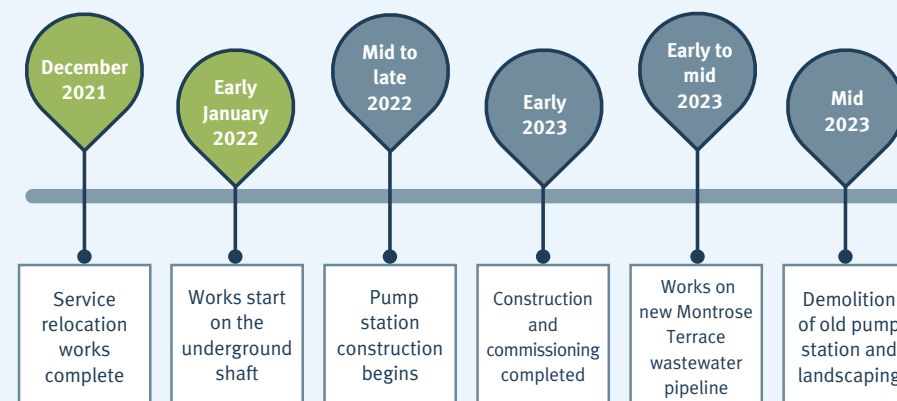 December
2021
Early
January
2022
Mid to
late
2022
Early
2023
Early to
mid
2023
Mid
2023
Service
relocation
works
complete
Works start
on the
underground
shaft
Pump
station
construction
begins
Construction
and
commissioning
completed
Works on
new Montrose
Terrace
wastewater
pipeline
Demolition
of old pump
station and
landscaping